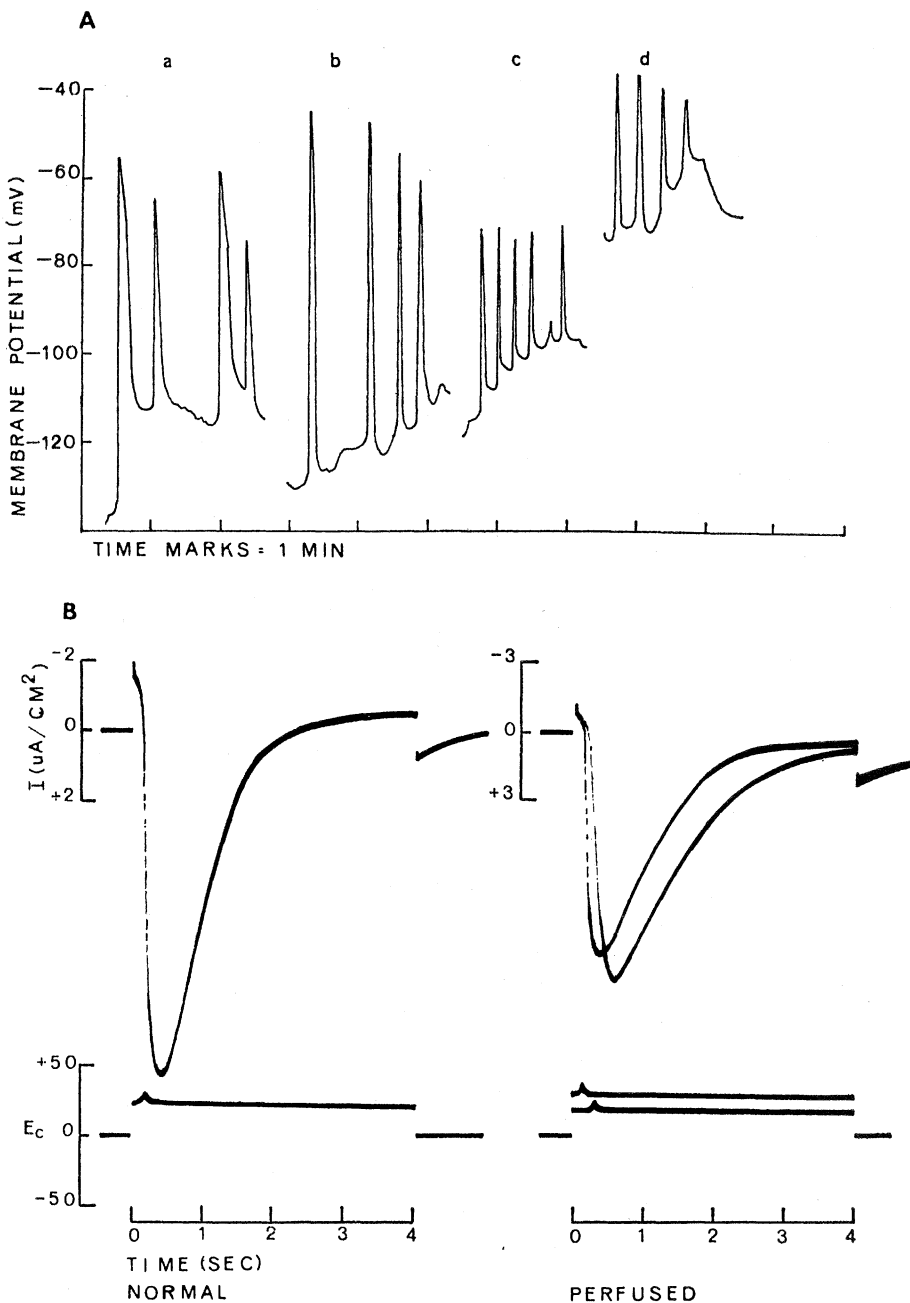 A
a b c d
MEMBRANE POTENTIAL (mV)
-40
-60
-80
-100
-120
TIME MARKS = 1 MIN
B
I (uA/CM²)
-2
0
+2
-3
0
+3
+50
Ec 0
-50
0 1 2 3 4
0 1 2 3 4
TIME (SEC)
NORMAL
PERFUSED